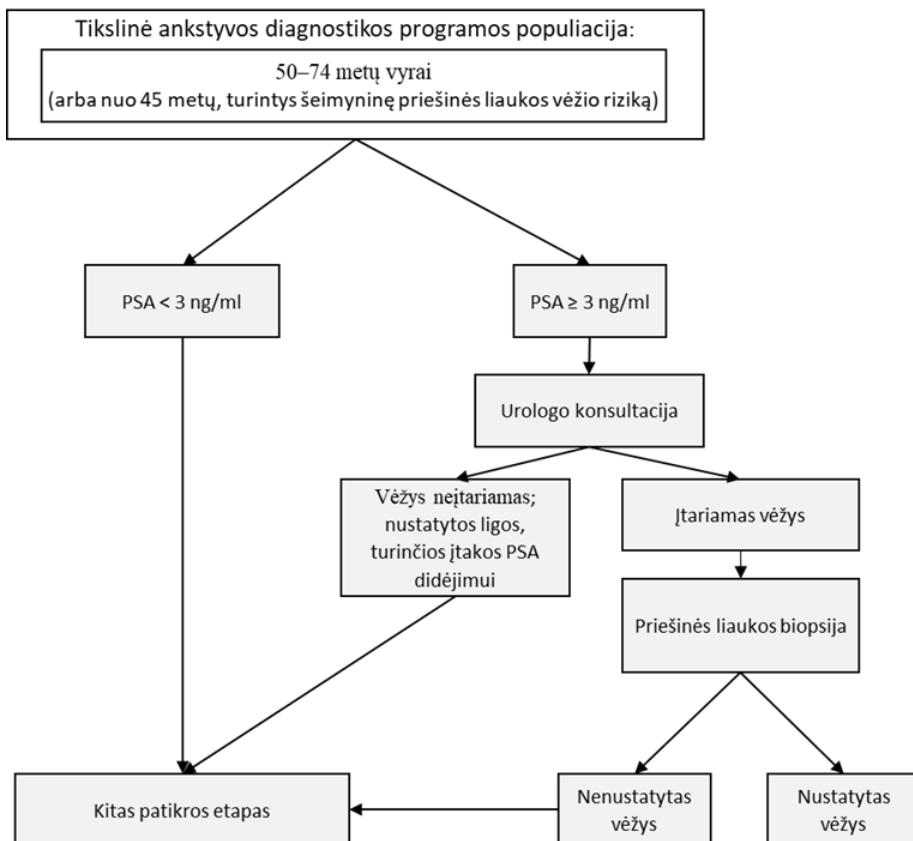 Tikslinė ankstyvos diagnostikos programos populiacija:
50–74 metų vyrai
(arba nuo 45 metų, turintys šeimyninę priešinės liaukos vėžio riziką)
PSA < 3 ng/ml
PSA ≥ 3 ng/ml
Urologo konsultacija
Vėžys neįtariamas;
nustatytos ligos,
turinčios įtakos PSA
didėjimui
Įtariamas vėžys
Priešinės liaukos biopsija
Kitas patikros etapas
Nenustatytas
vėžys
Nustatytas
vėžys